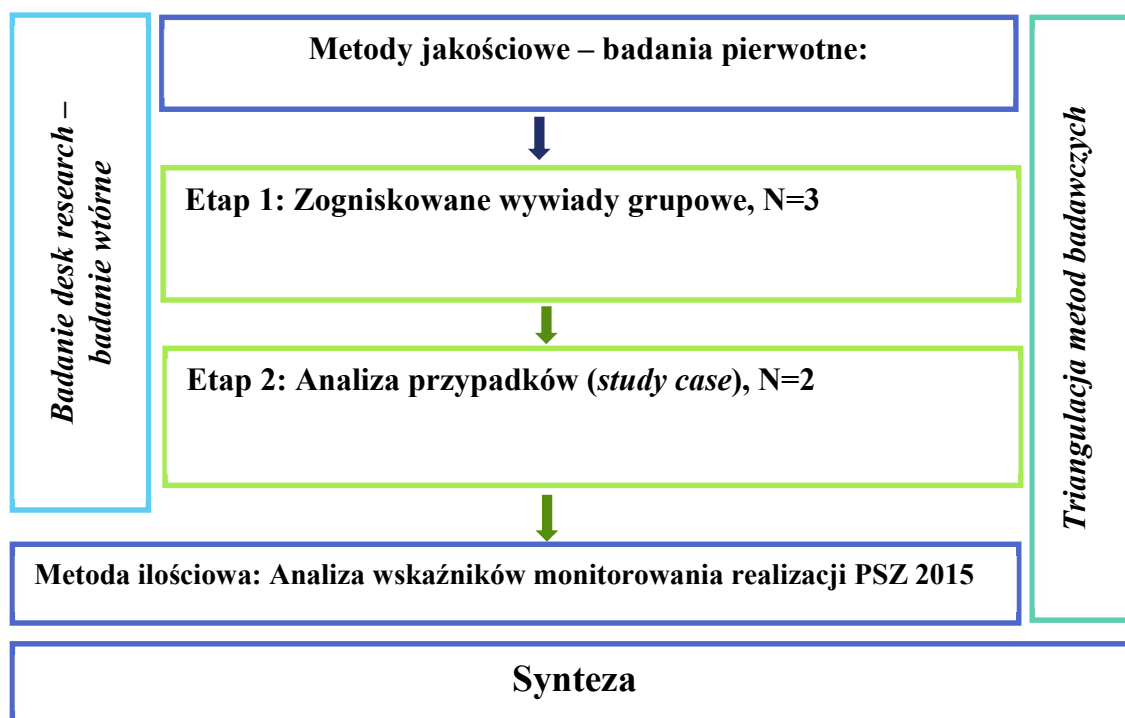 Metody jakościowe – badania pierwotne:
Badanie desk research –
badanie wtórne
Etap 1: Zogniskowane wywiady grupowe, N=3
Etap 2: Analiza przypadków (study case), N=2
Triangulacja metod badawczych
Metoda ilościowa: Analiza wskaźników monitorowania realizacji PSZ 2015
Synteza